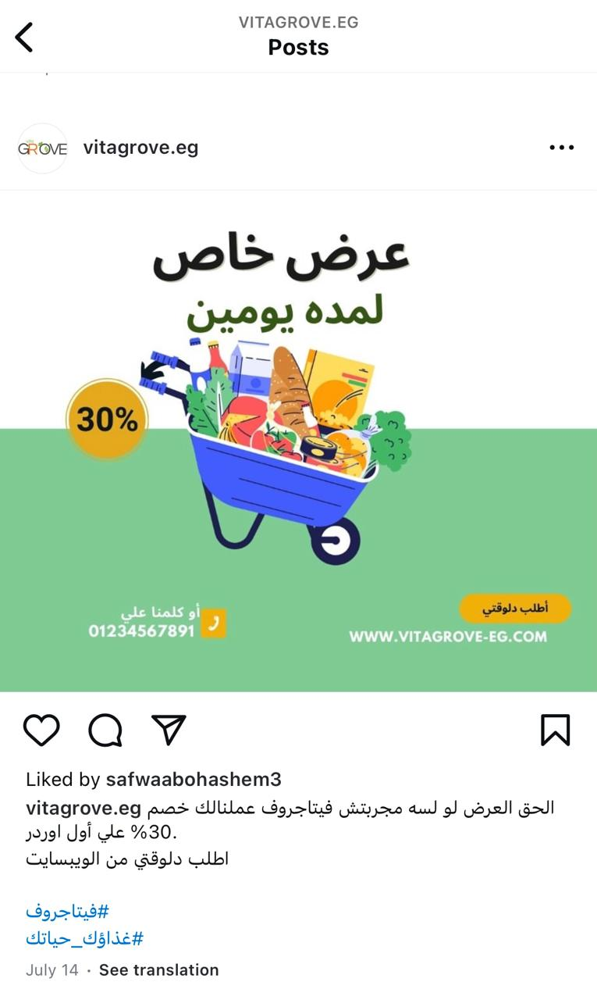 VITAGROVE.EG
Posts
GROVE
vitagrove.eg
عرض خاص
لمده يومين
30%
أطلب دلوقتي
WWW.VITAGROVE-EG.COM
أو كلمنا علي
01234567891
Liked by safwaabohashem3
vitagrove.eg الحق العرض لو لسه مجربتش فيتاجروف عملنالك خصم
30% علي أول اوردر.
اطلب دلوقتي من الويبسايت
#فيتاجروف
#غذاؤك_حياتك
July 14 · See translation